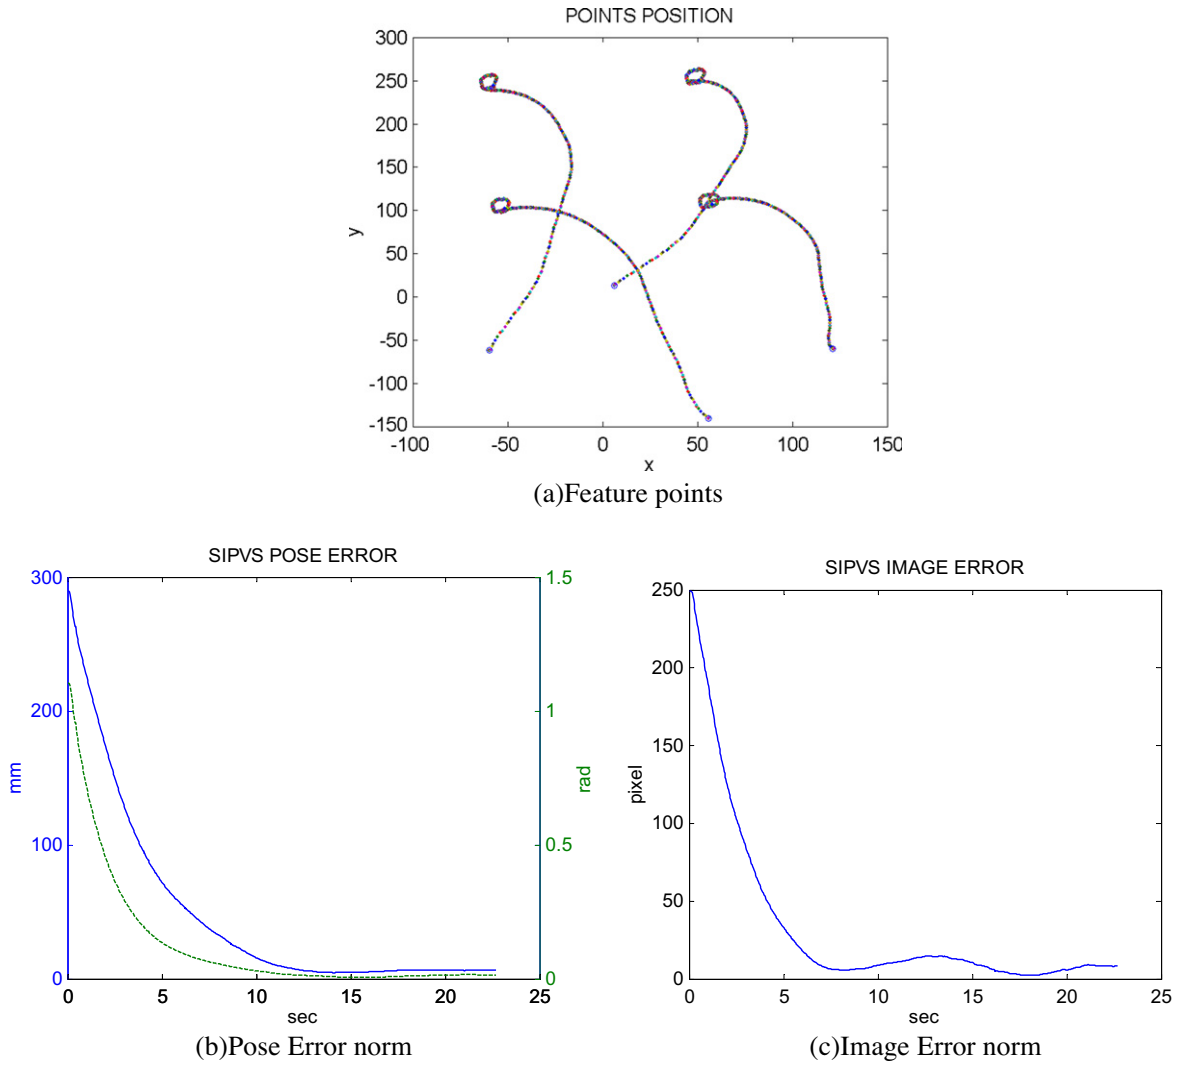 POINTS POSITION
300
250
200
150
100
50
0
-50
-100
-150
y
-100 -50 0 50 100 150
x
(a)Feature points
SIPVS POSE ERROR
300
200
100
0
mm
1.5
1
0.5
0
rad
0 5 10 15 20 25
sec
(b)Pose Error norm
SIPVS IMAGE ERROR
250
200
150
100
50
0
pixel
0 5 10 15 20 25
sec
(c)Image Error norm